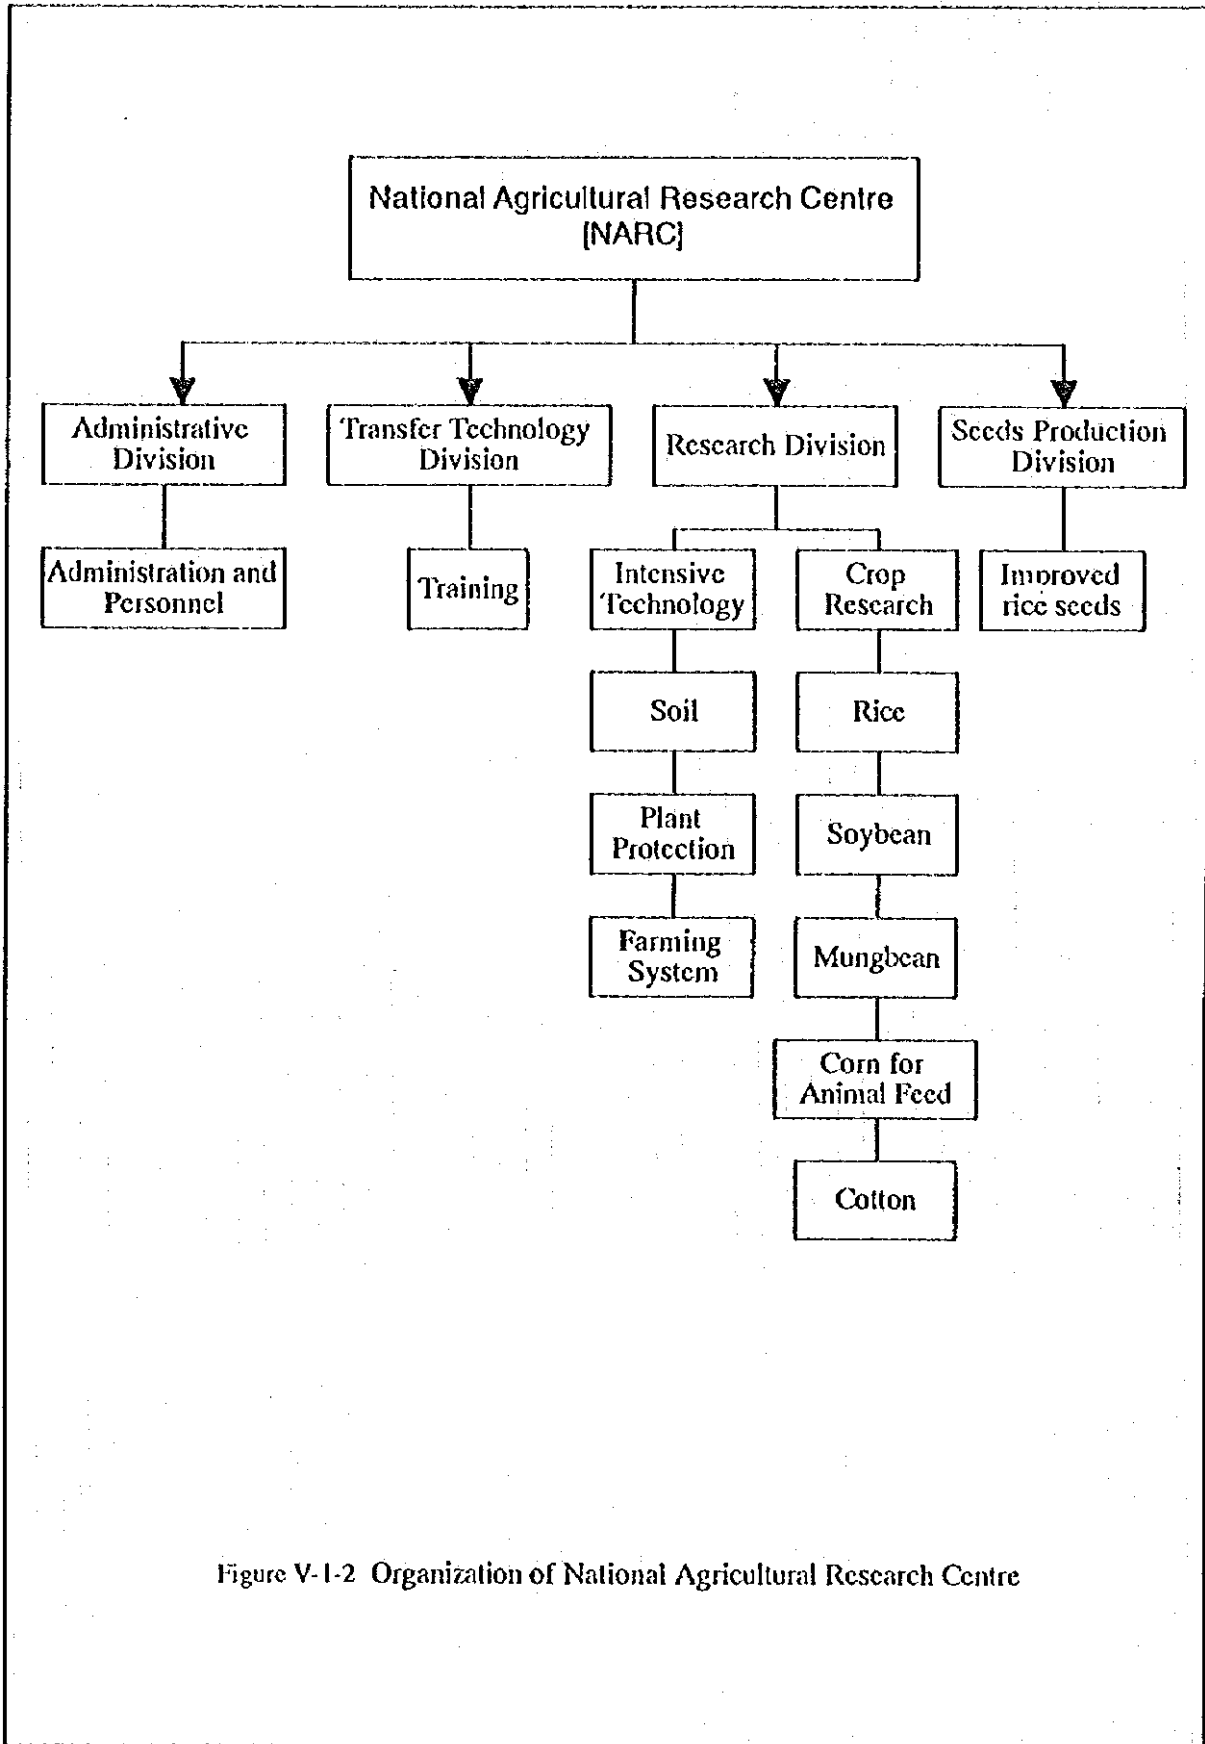 National Agricultural Research Centre
[NARC]
Administrative
Division
Transfer Technology
Division
Research Division
Seeds Production
Division
Administration and
Personnel
Training
Intensive
Technology
Crop
Research
Improved
rice seeds
Soil
Rice
Plant
Protection
Soybean
Farming
System
Mungbean
Corn for
Animal Feed
Cotton
Figure V-1-2 Organization of National Agricultural Research Centre